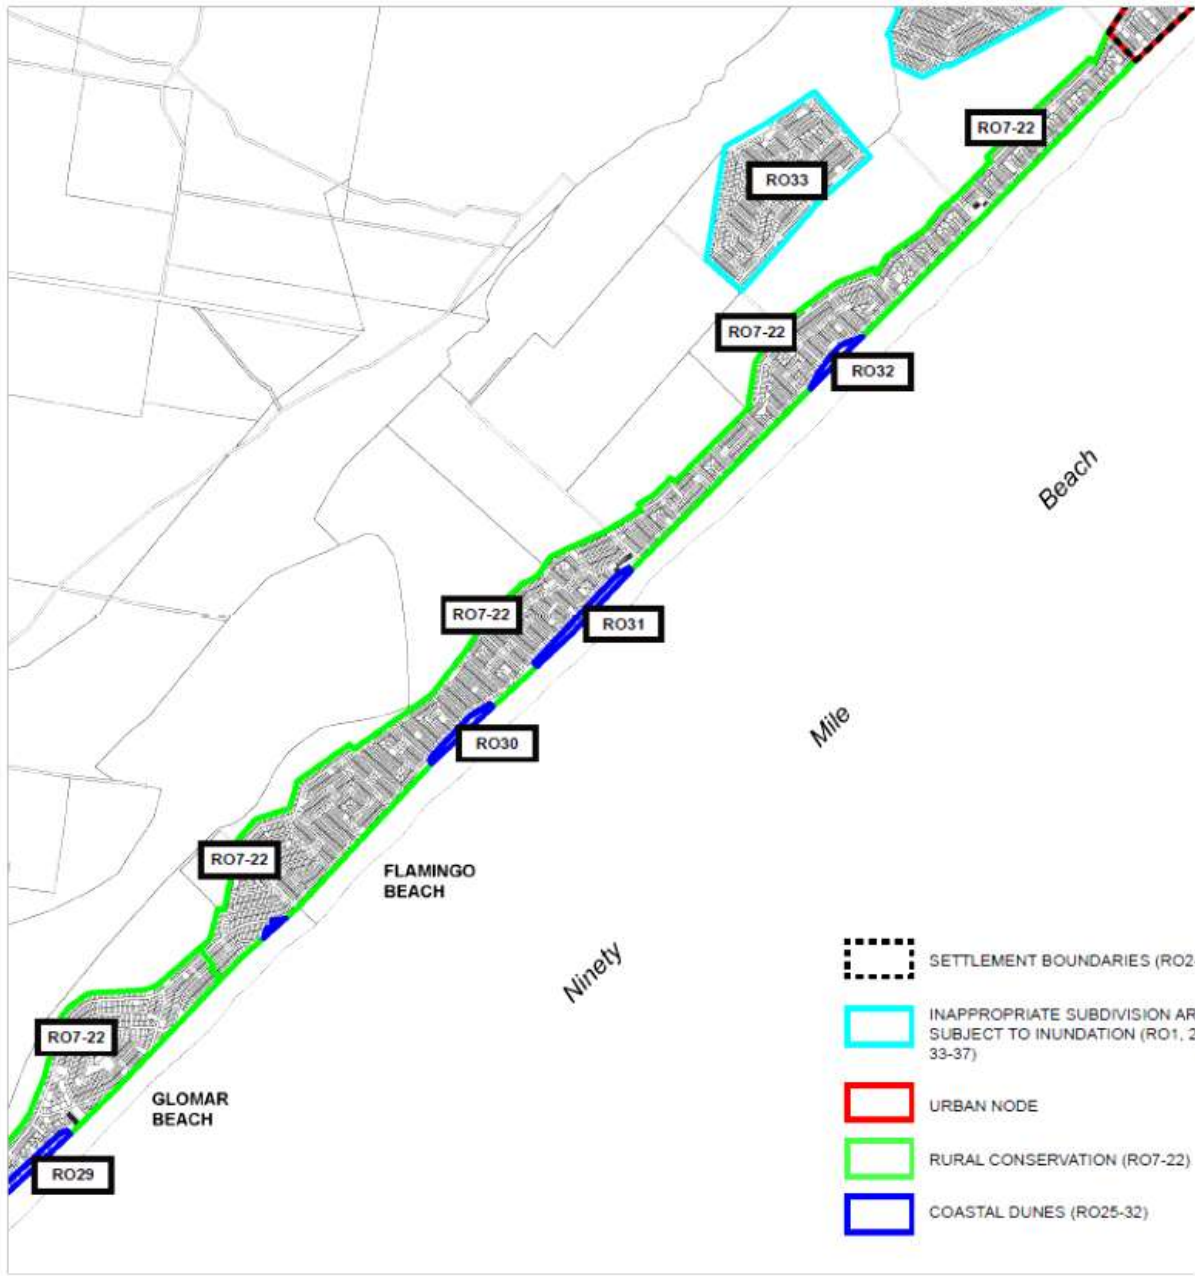 RO7-22
RO33
RO7-22
RO32
Beach
RO7-22
RO31
Mile
RO30
RO7-22
FLAMINGO
BEACH
Ninety
RO7-22
GLOMAR
BEACH
RO29
SETTLEMENT BOUNDARIES (RO2-
INAPPROPRIATE SUBDIVISION AR
SUBJECT TO INUNDATION (RO1, 2
33-37)
URBAN NODE
RURAL CONSERVATION (RO7-22)
COASTAL DUNES (RO25-32)